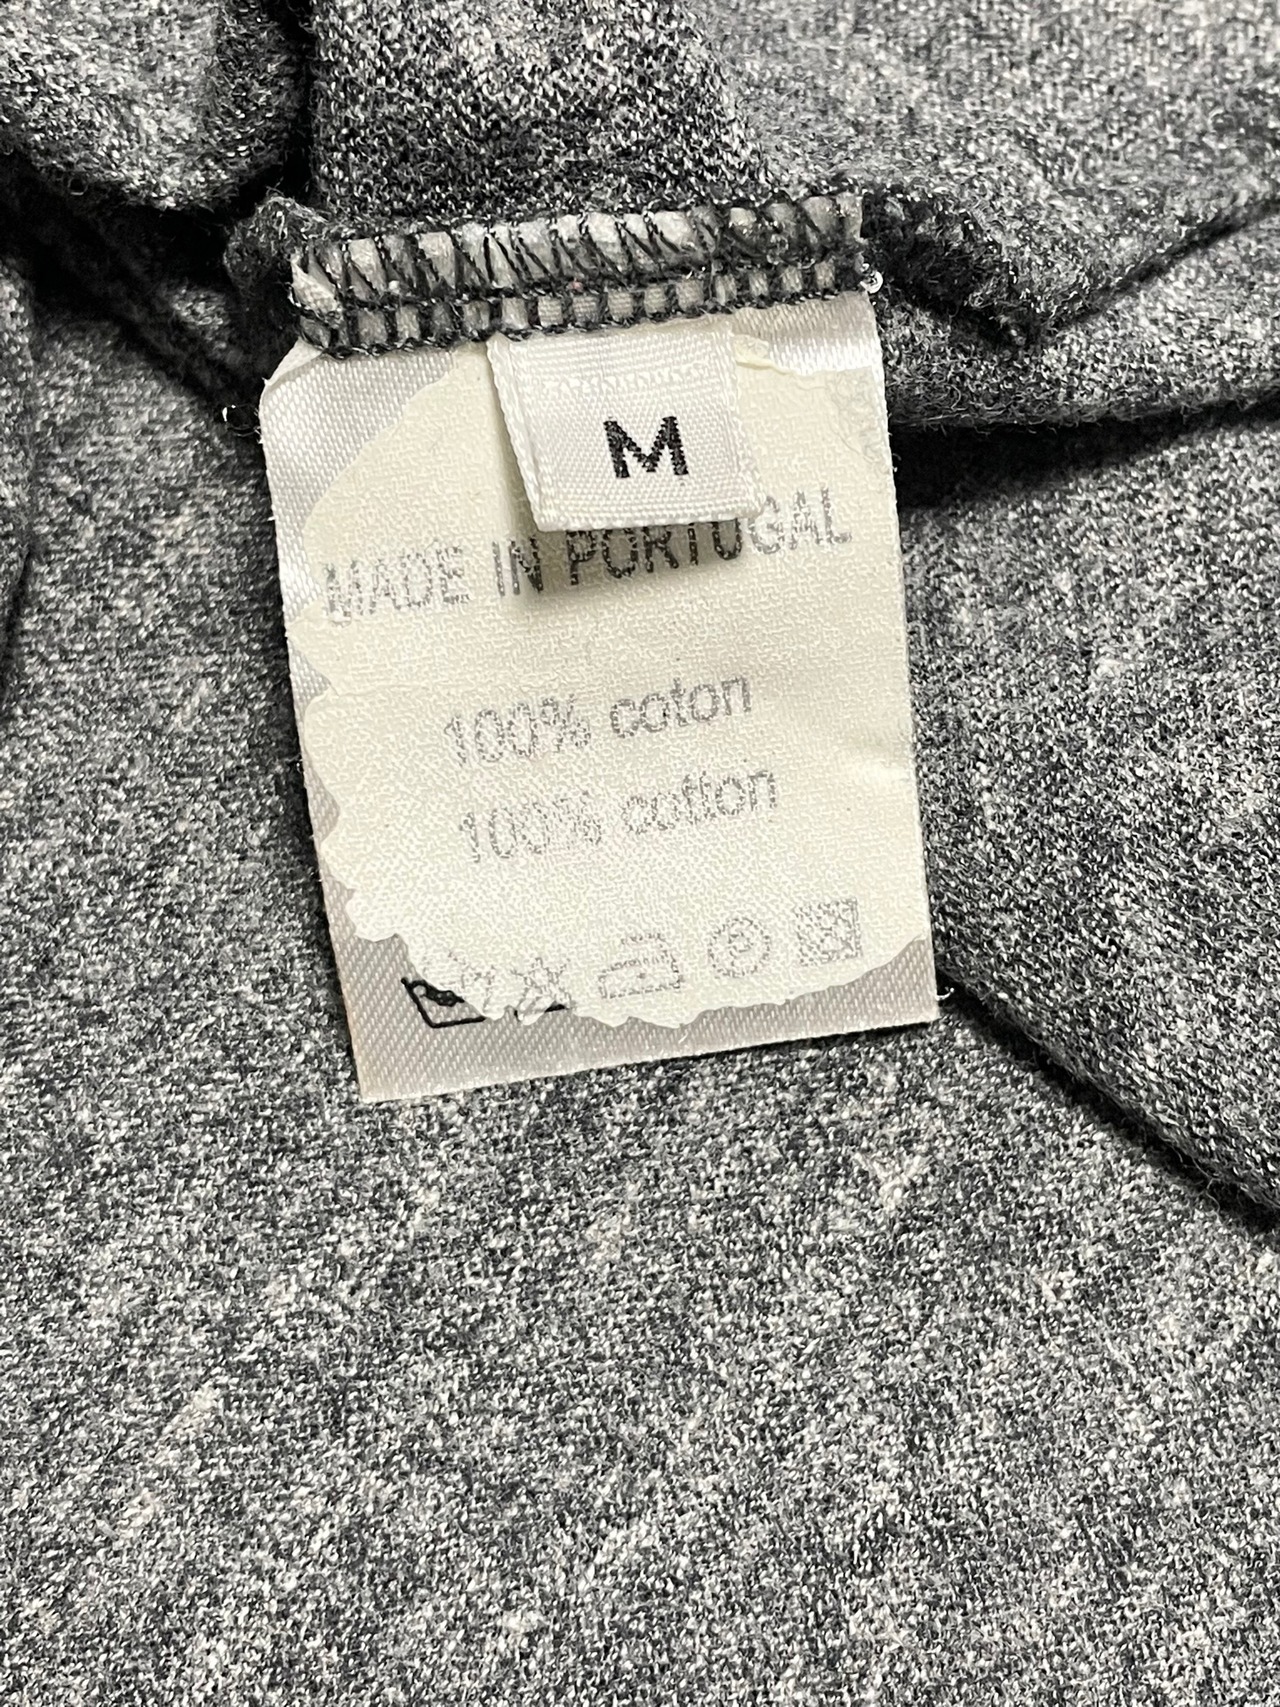 M
MADE IN PORTUGAL
100% coton
100% cotton
P